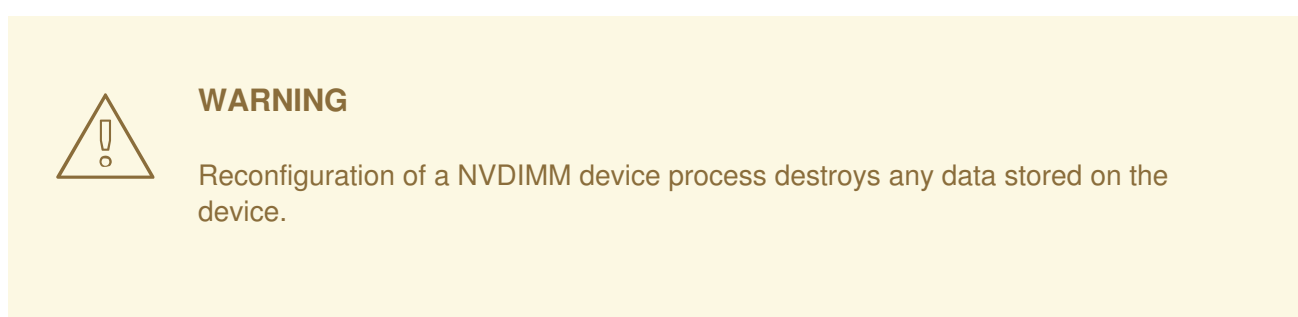 WARNING
Reconfiguration of a NVDIMM device process destroys any data stored on the
device.